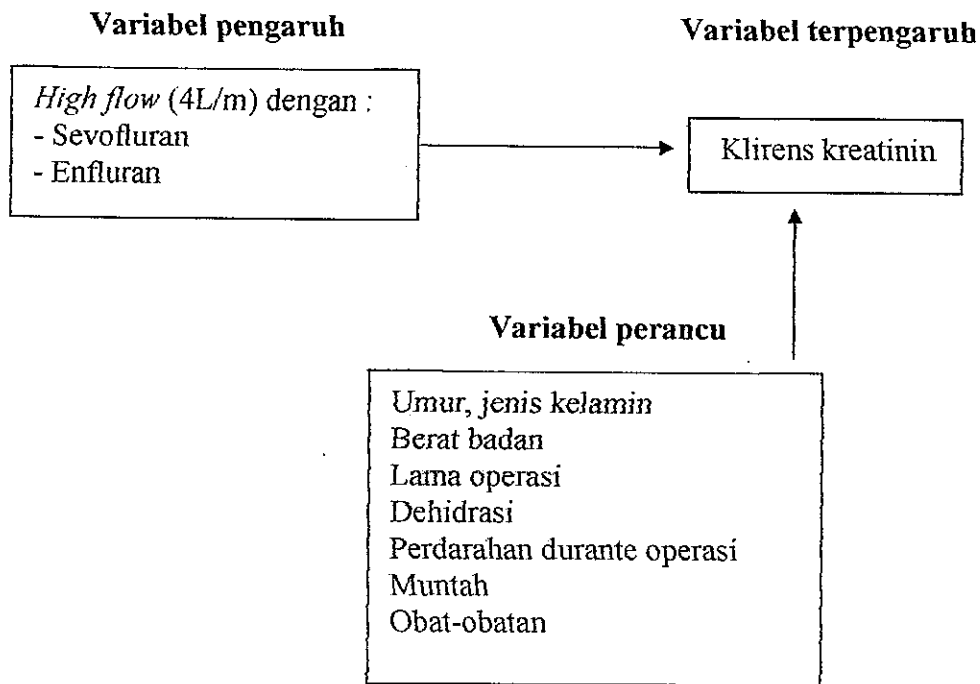 Variabel pengaruh
Variabel terpengaruh
High flow (4L/m) dengan :
- Sevofluran
- Enfluran
Klirens kreatinin
Variabel perancu
Umur, jenis kelamin
Berat badan
Lama operasi
Dehidrasi
Perdarahan durante operasi
Muntah
Obat-obatan